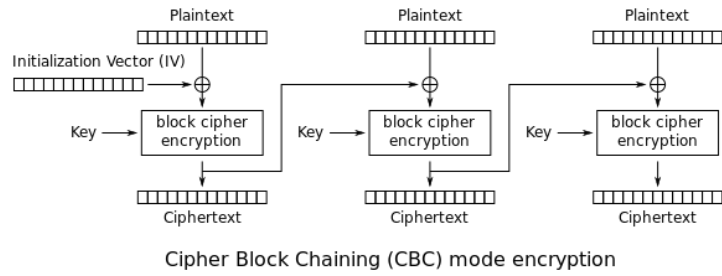 Plaintext
Plaintext
Plaintext
Initialization Vector (IV)
Key
block cipher
encryption
Key
block cipher
encryption
Key
block cipher
encryption
Ciphertext
Ciphertext
Ciphertext
Cipher Block Chaining (CBC) mode encryption